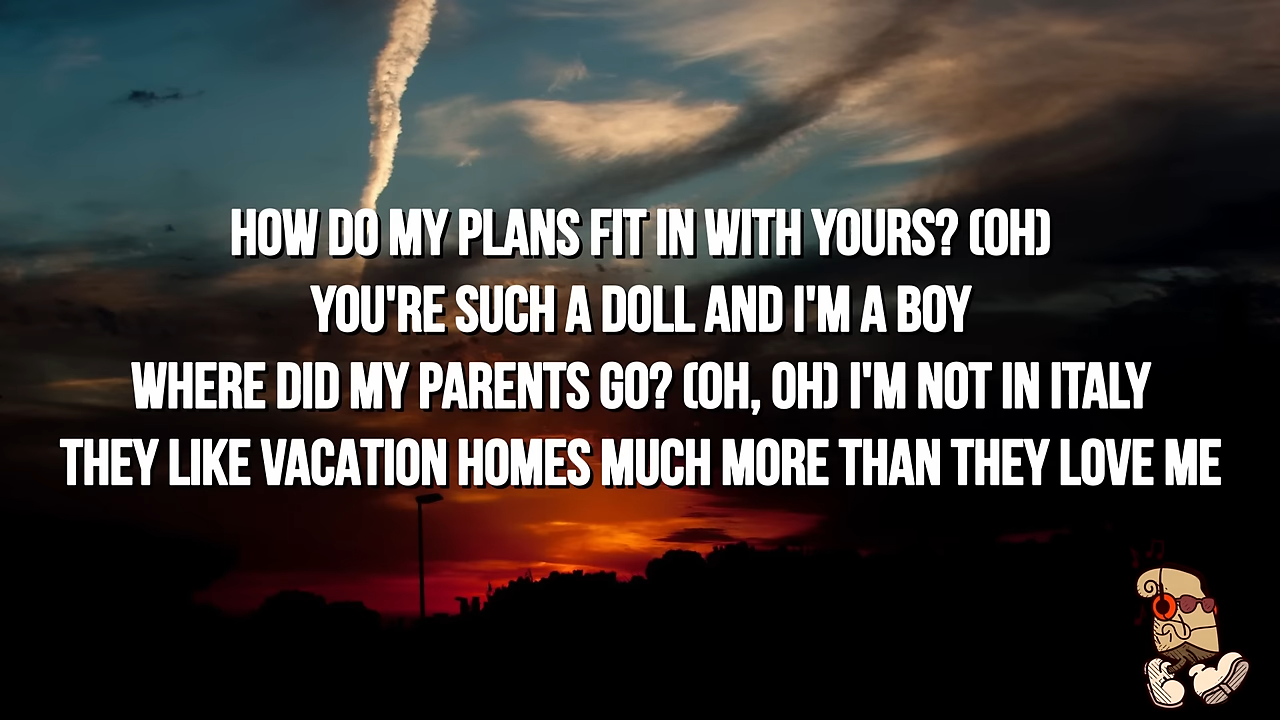 HOW DO MY PLANS FIT IN WITH YOURS? (OH)
YOU'RE SUCH A DOLL AND I'M A BOY
WHERE DID MY PARENTS GO? (OH, OH) I'M NOT IN ITALY
THEY LIKE VACATION HOMES MUCH MORE THAN THEY LOVE ME